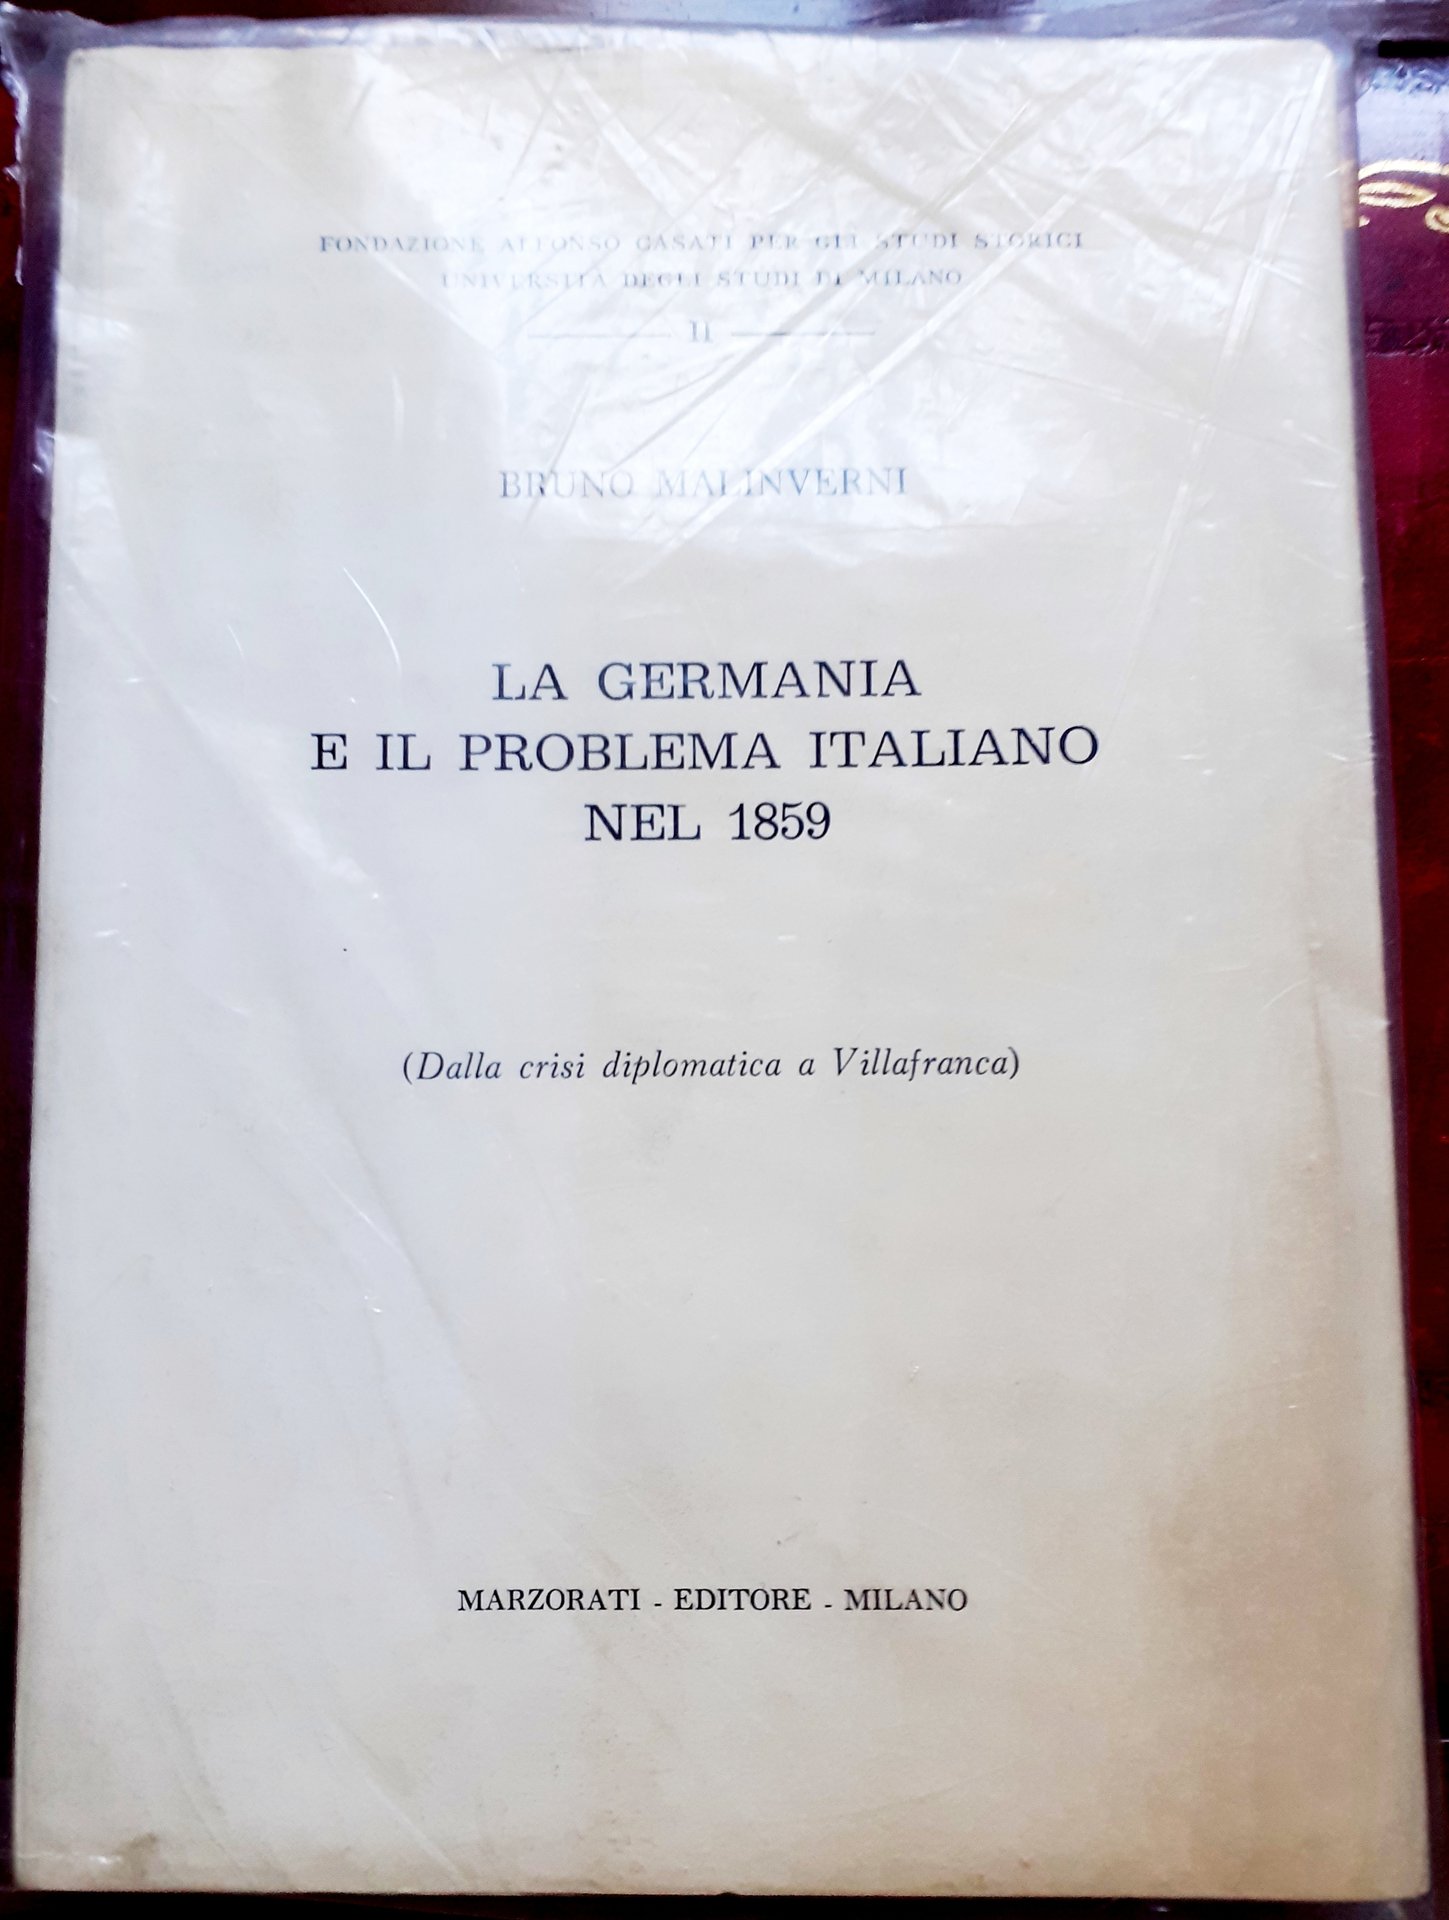 FONDAZIONE ALFONSO CASATI PER GLI STUDI STORICI
UNIVERSITÀ DEGLI STUDI DI MILANO
II
BRUNO MALINVERNI
LA GERMANIA
E IL PROBLEMA ITALIANO
NEL 1859
(Dalla crisi diplomatica a Villafranca)
MARZORATI - EDITORE - MILANO